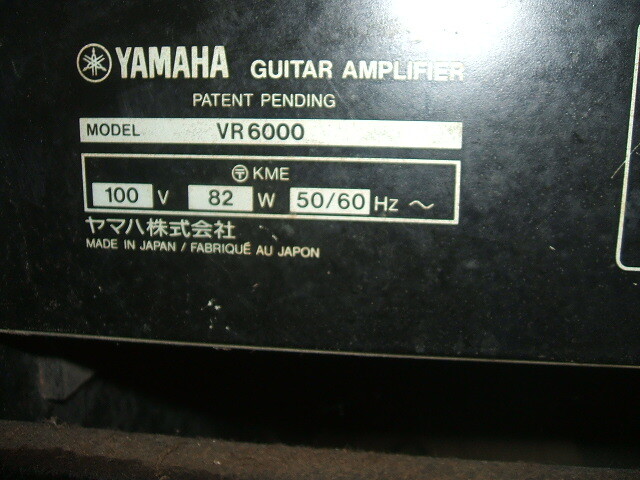 YAMAHA GUITAR AMPLIFIER
PATENT PENDING
MODEL VR6000
〶 KME
100 V 82 W 50/60 Hz ～
ヤマハ株式会社
MADE IN JAPAN / FABRIQUÉ AU JAPON